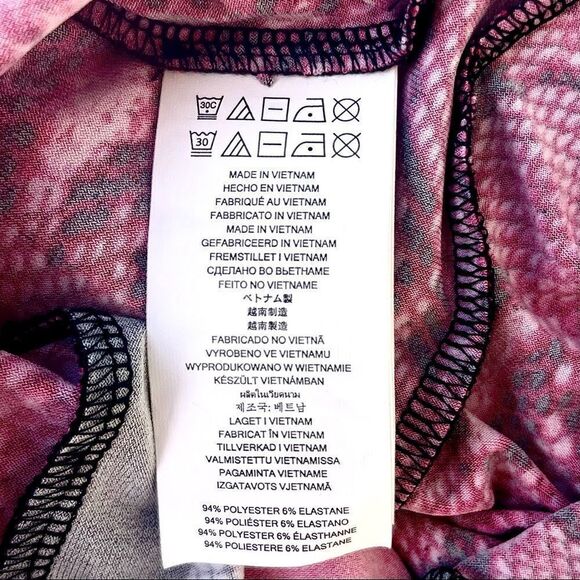 30C
30
MADE IN VIETNAM
HECHO EN VIETNAM
FABRIQUÉ AU VIETNAM
FABBRICATO IN VIETNAM
MADE IN VIETNAM
GEFABRICEERD IN VIETNAM
FREMSTILLET I VIETNAM
СДЕЛАНО ВО ВЬЕТНАМЕ
FEITO NO VIETNAM
ベトナム製
越南制造
越南製造
FABRICADO NO VIETNÃ
VYROBENO VE VIETNAMU
WYPRODUKOWANO W WIETNAMIE
KÉSZÜLT VIETNÁMBAN
ผลิตในเวียดนาม
제조국: 베트남
LAGET I VIETNAM
FABRICAT ÎN VIETNAM
TILLVERKAD I VIETNAM
VALMISTETTU VIETNAMISSA
PAGAMINTA VIETNAME
IZGATAVOTS VJETNAMĀ
94% POLYESTER 6% ELASTANE
94% POLIÉSTER 6% ELASTANO
94% POLYESTER 6% ÉLASTHANNE
94% POLIESTERE 6% ELASTANE